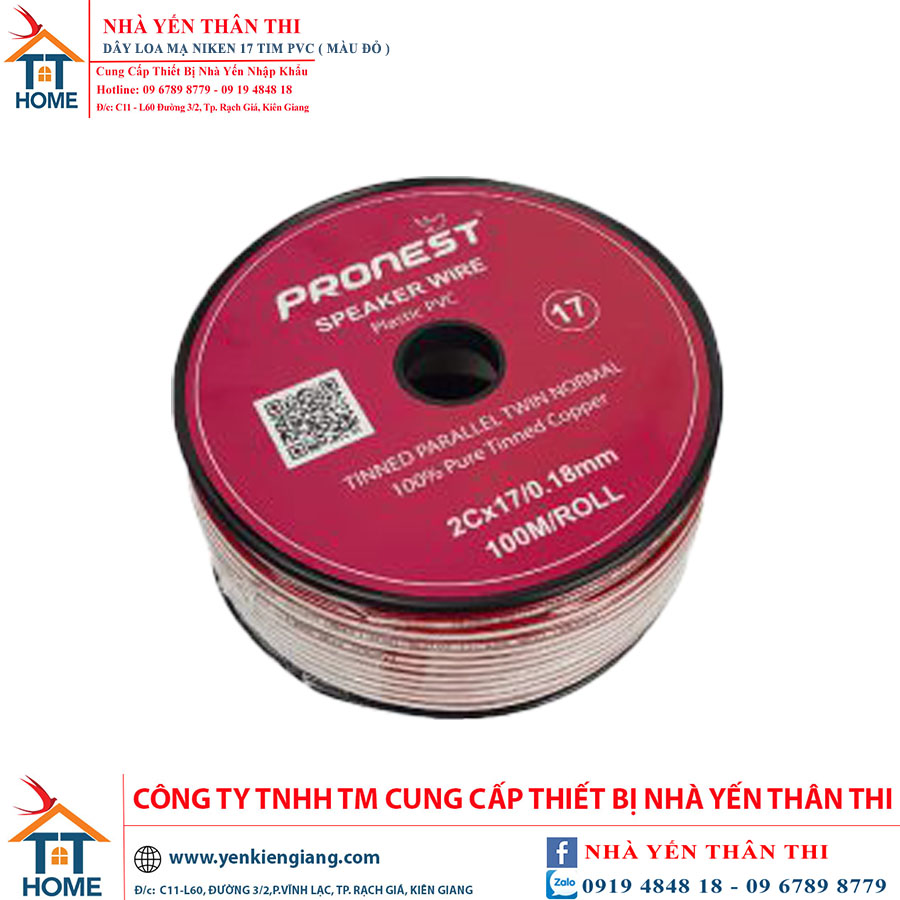 NHÀ YẾN THÂN THI
DÂY LOA MẠ NIKEN 17 TIM PVC ( MÀU ĐỎ )
Cung Cấp Thiết Bị Nhà Yến Nhập Khẩu
Hotline: 09 6789 8779 - 09 19 4848 18
Đ/c: C11 - L60 Đường 3/2, Tp. Rạch Giá, Kiên Giang
TT
HOME
PRONEST
SPEAKER WIRE
Plastic PVC
17
TINNED PARALLEL TWIN NORMAL
100% Pure Tinned Copper
2Cx17/0.18mm
100M/ROLL
TT
HOME
CÔNG TY TNHH TM CUNG CẤP THIẾT BỊ NHÀ YẾN THÂN THI
www.yenkiengiang.com
Đ/c: C11-L60, ĐƯỜNG 3/2,P.VĨNH LẠC, TP. RẠCH GIÁ, KIÊN GIANG
f NHÀ YẾN THÂN THI
Zalo 0919 4848 18 - 09 6789 8779